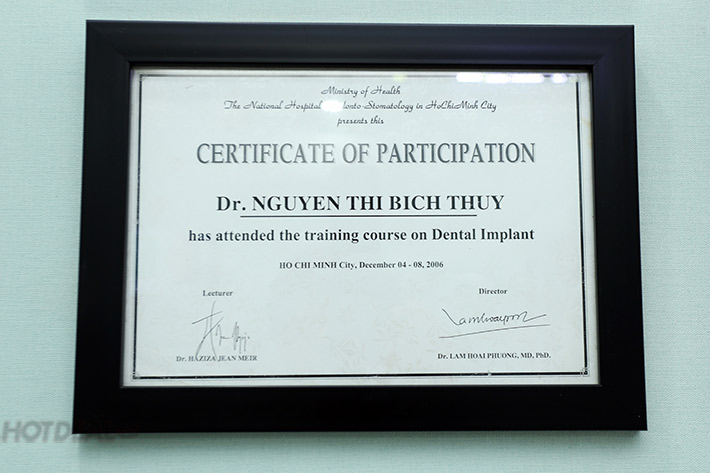 Ministry of Health
The National Hospital Odonto-Stomatology in HoChiMinh City
presents this
CERTIFICATE OF PARTICIPATION
Dr. NGUYEN THI BICH THUY
has attended the training course on Dental Implant
HO CHI MINH City, December 04 - 08, 2006
Lecturer
Director
Dr. HAZIZA JEAN MEIR
Dr. LAM HOAI PHUONG, MD, PhD.